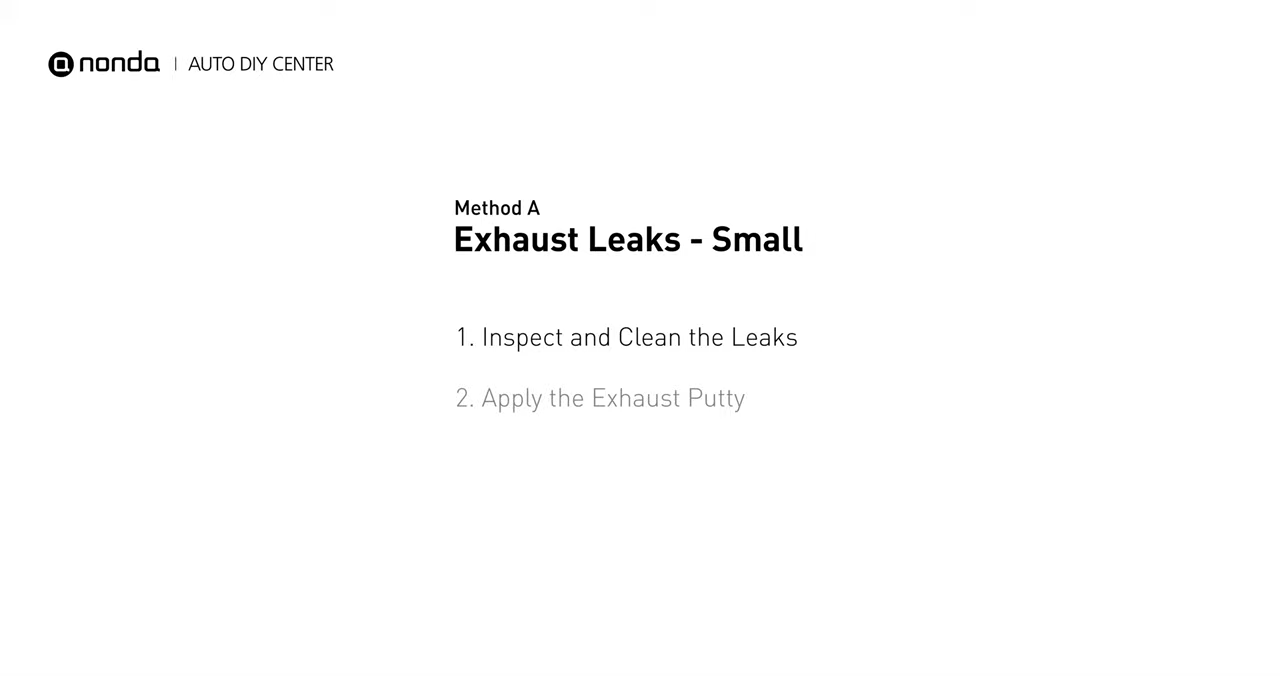 nonda | AUTO DIY CENTER
Method A
Exhaust Leaks - Small
1. Inspect and Clean the Leaks
2. Apply the Exhaust Putty